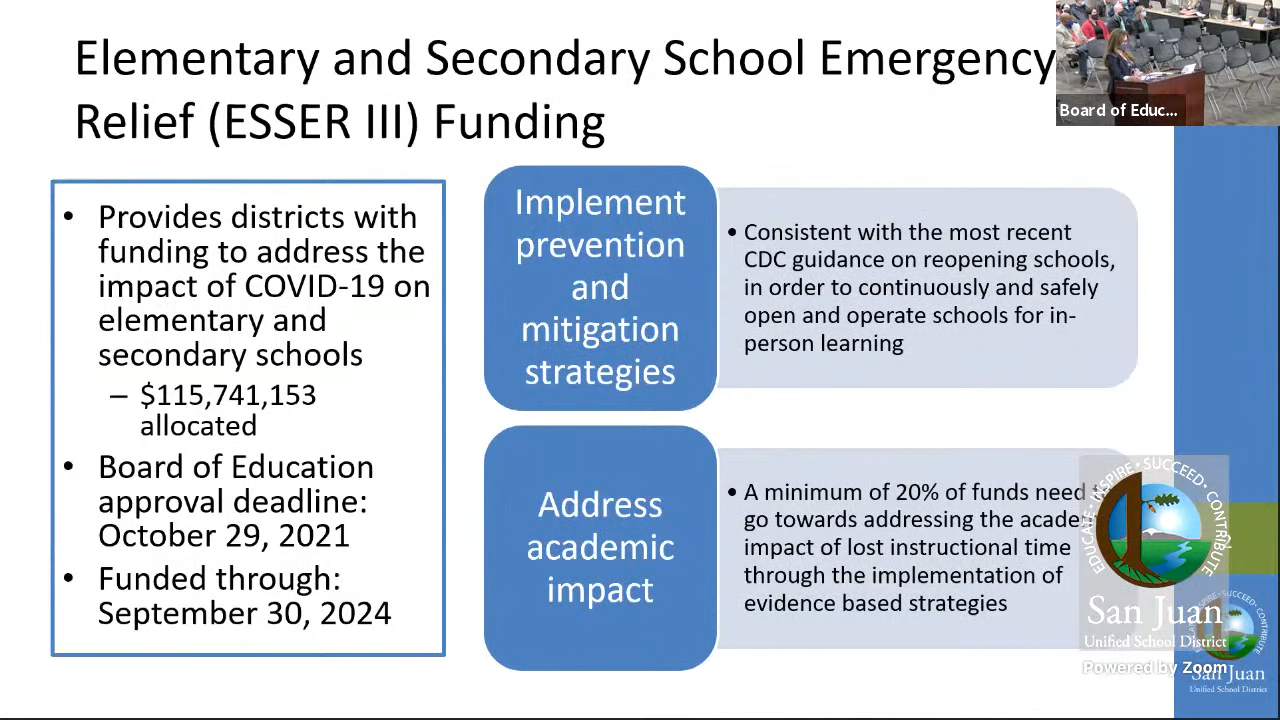 Elementary and Secondary School Emergency
Relief (ESSER III) Funding
Board of Educ...
• Provides districts with
funding to address the
impact of COVID-19 on
elementary and
secondary schools
– $115,741,153
allocated
• Board of Education
approval deadline:
October 29, 2021
• Funded through:
September 30, 2024
Implement
prevention
and
mitigation
strategies
• Consistent with the most recent
CDC guidance on reopening schools,
in order to continuously and safely
open and operate schools for in-
person learning
Address
academic
impact
• A minimum of 20% of funds need
go towards addressing the
impact of lost instructional time
through the implementation of
evidence based strategies
EDUCATE • INSPIRE • SUCCEED • CONTRIBUTE
San Juan
Unified School District
Powered by Zoom
SUCCEED • CONTRIBUTE
San Juan
Unified School District